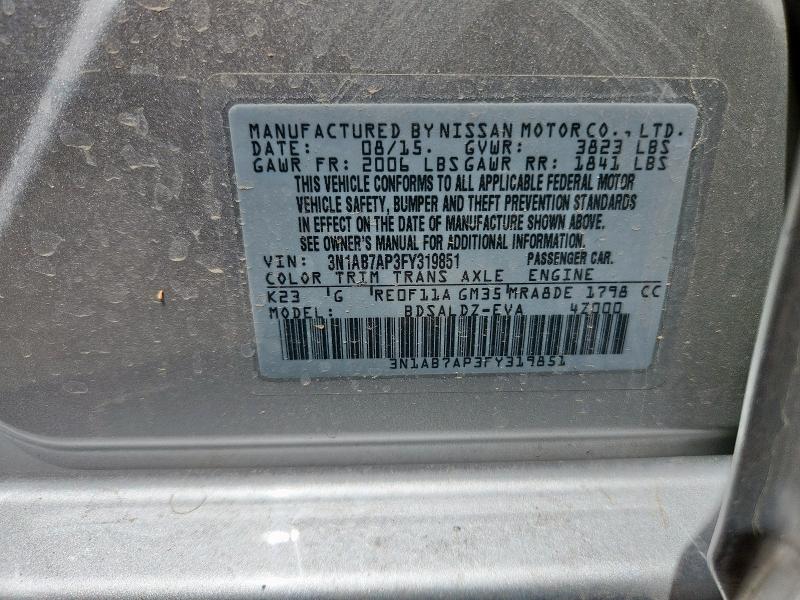 MANUFACTURED BY NISSAN MOTOR CO., LTD.
DATE: 08/15. GVWR: 3823 LBS
GAWR FR: 2006 LBS GAWR RR: 1841 LBS
THIS VEHICLE CONFORMS TO ALL APPLICABLE FEDERAL MOTOR
VEHICLE SAFETY, BUMPER AND THEFT PREVENTION STANDARDS
IN EFFECT ON THE DATE OF MANUFACTURE SHOWN ABOVE.
SEE OWNER'S MANUAL FOR ADDITIONAL INFORMATION.
VIN: 3N1AB7AP3FY319851 PASSENGER CAR.
COLOR TRIM TRANS AXLE ENGINE
K23 G RE0F11A GM35 MRA8DE 1798 CC
MODEL: BDSALDZ-EVA 4Z000
3N1AB7AP3FY319851